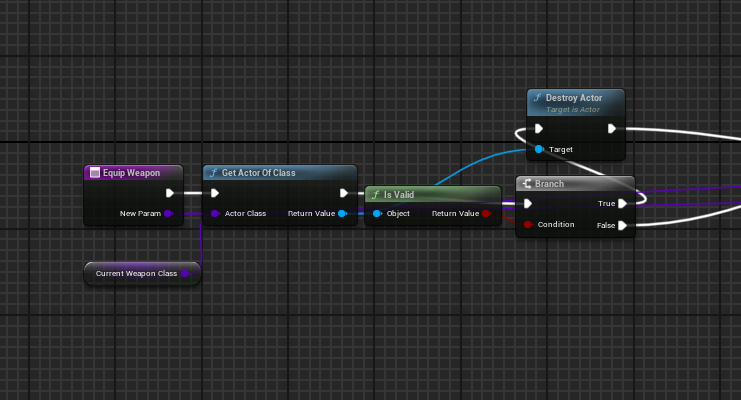 Destroy Actor
Target is Actor
Target
Equip Weapon
New Param
Get Actor Of Class
Actor Class
Return Value
Is Valid
Object
Return Value
Branch
True
Condition
False
Current Weapon Class